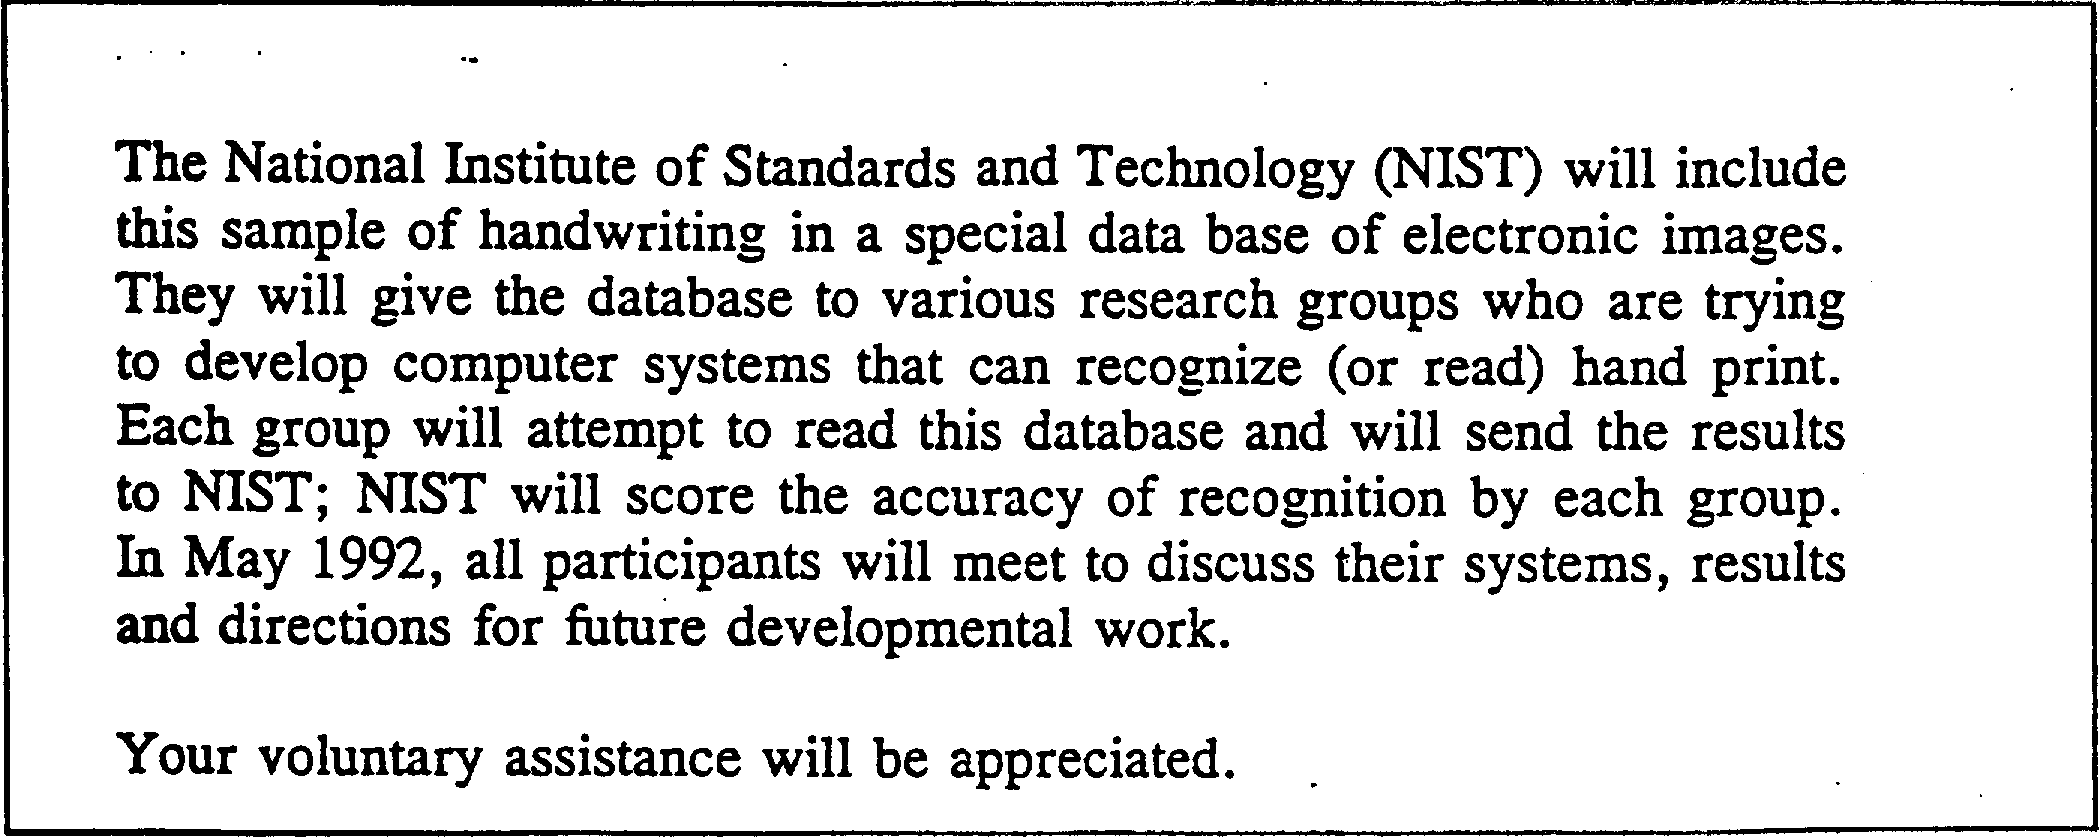 The National Institute of Standards and Technology (NIST) will include
this sample of handwriting in a special data base of electronic images.
They will give the database to various research groups who are trying
to develop computer systems that can recognize (or read) hand print.
Each group will attempt to read this database and will send the results
to NIST; NIST will score the accuracy of recognition by each group.
In May 1992, all participants will meet to discuss their systems, results
and directions for future developmental work.
Your voluntary assistance will be appreciated.